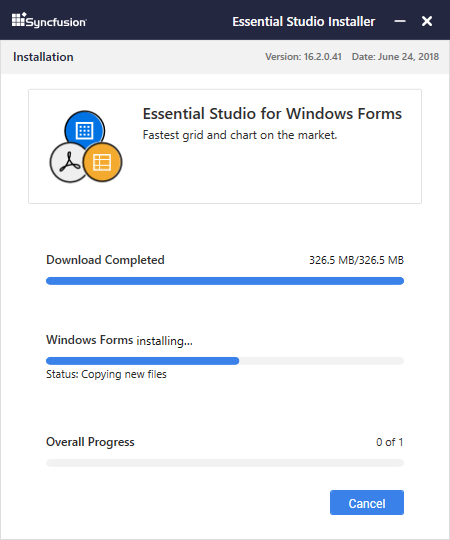 Syncfusion Essential Studio Installer
Installation Version: 16.2.0.41 Date: June 24, 2018
Essential Studio for Windows Forms
Fastest grid and chart on the market.
Download Completed 326.5 MB/326.5 MB
Windows Forms installing...
Status: Copying new files
Overall Progress 0 of 1
Cancel